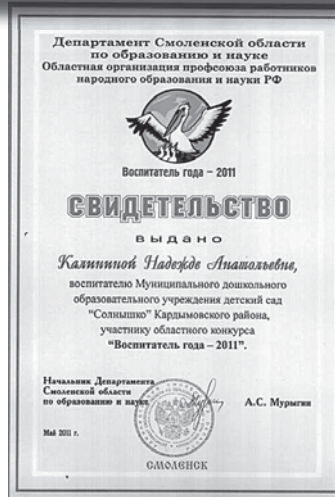 Департамент Смоленской области
по образованию и науке
Областная организация профсоюза работников
народного образования и науки РФ
Воспитатель года – 2011
СВИДЕТЕЛЬСТВО
выдано
Калининой Надежде Анатольевне,
воспитателю Муниципального дошкольного
образовательного учреждения детский сад
"Солнышко" Кардымовского района,
участнику областного конкурса
"Воспитатель года – 2011".
Начальник Департамента
Смоленской области
по образованию и науке
А.С. Мурыгин
Май 2011 г.
СМОЛЕНСК